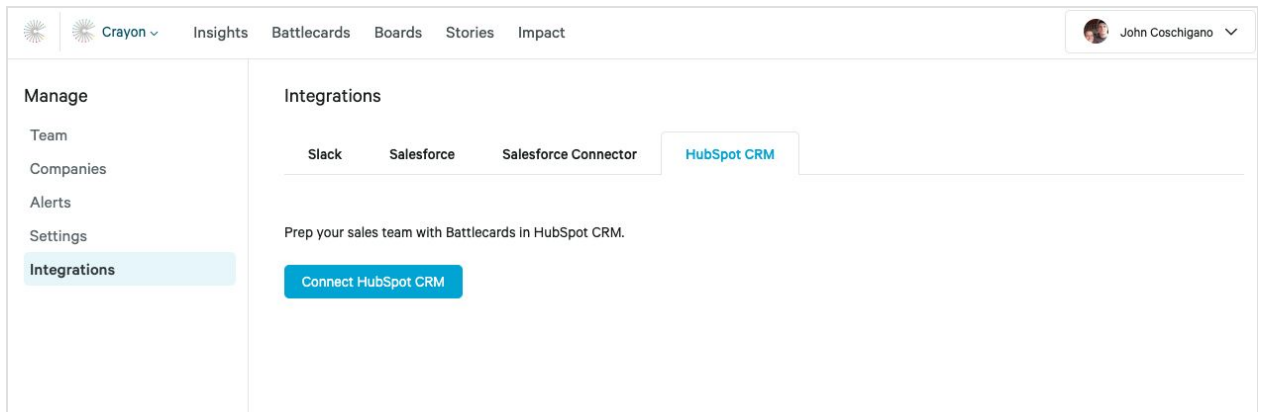 Crayon Insights Battlecards Boards Stories Impact John Coschigano
Manage
Team
Companies
Alerts
Settings
Integrations
Integrations
Slack Salesforce Salesforce Connector HubSpot CRM
Prep your sales team with Battlecards in HubSpot CRM.
Connect HubSpot CRM